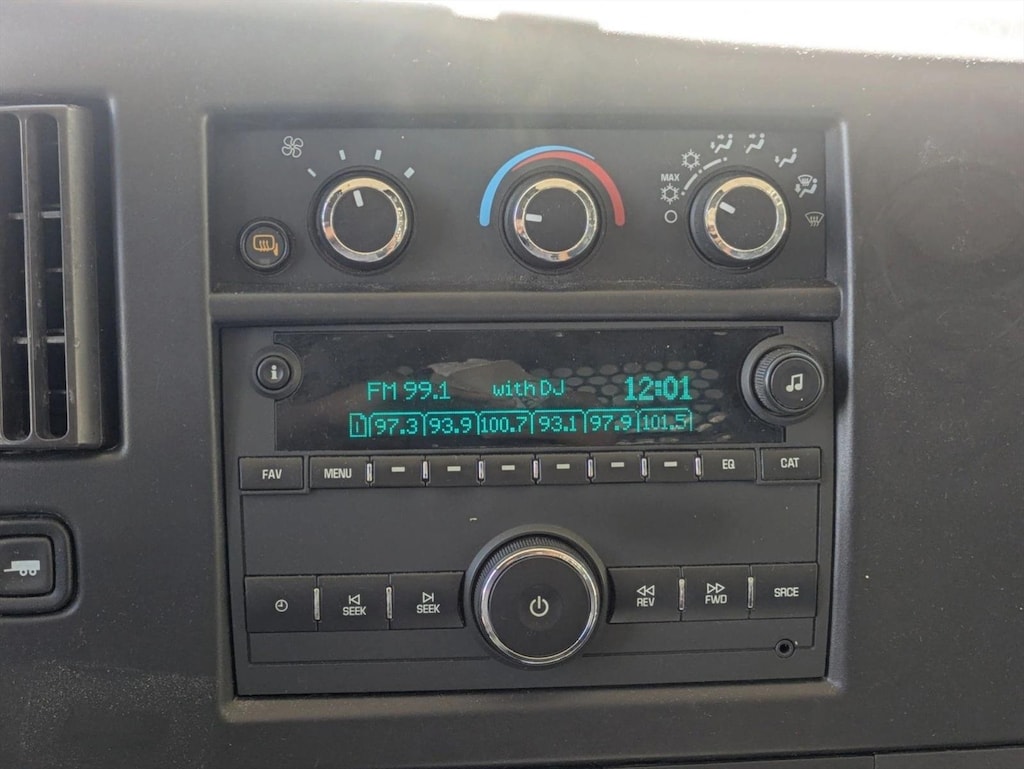 MAX
i
FM 99.1 with DJ 12:01
1 97.3 93.9 100.7 93.1 97.9 101.5
FAV MENU EQ CAT
SEEK SEEK REV FWD SRCE